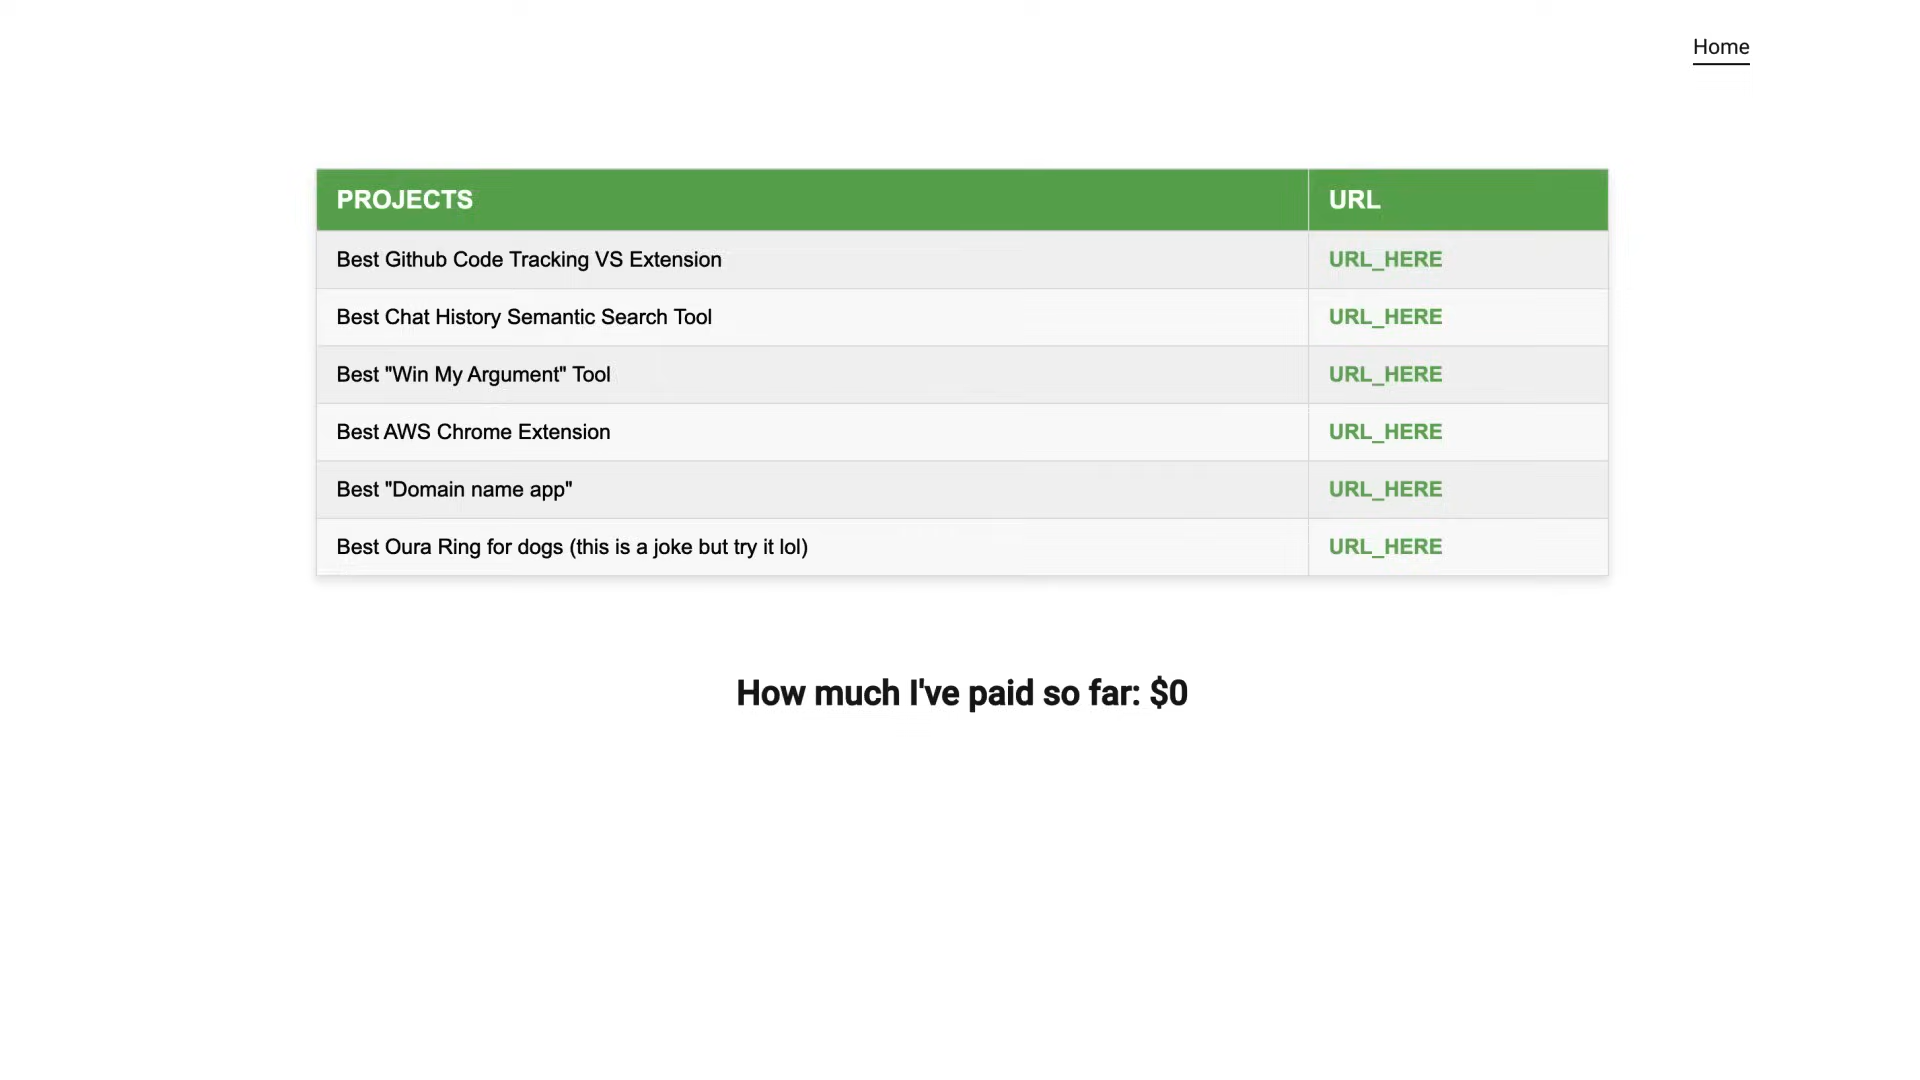 Home
PROJECTS URL
Best Github Code Tracking VS Extension URL_HERE
Best Chat History Semantic Search Tool URL_HERE
Best "Win My Argument" Tool URL_HERE
Best AWS Chrome Extension URL_HERE
Best "Domain name app" URL_HERE
Best Oura Ring for dogs (this is a joke but try it lol) URL_HERE
How much I've paid so far: $0